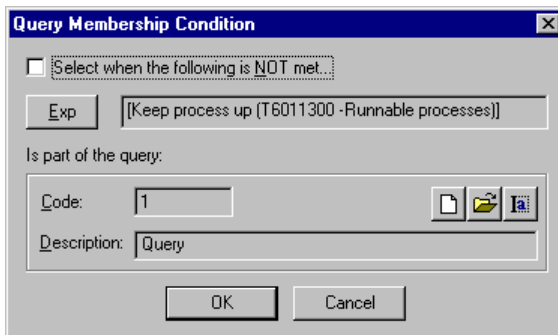 Query Membership Condition
Select when the following is NOT met...
Exp [Keep process up (T6011300 -Runnable processes)]
Is part of the query:
Code: 1
Description: Query
OK Cancel